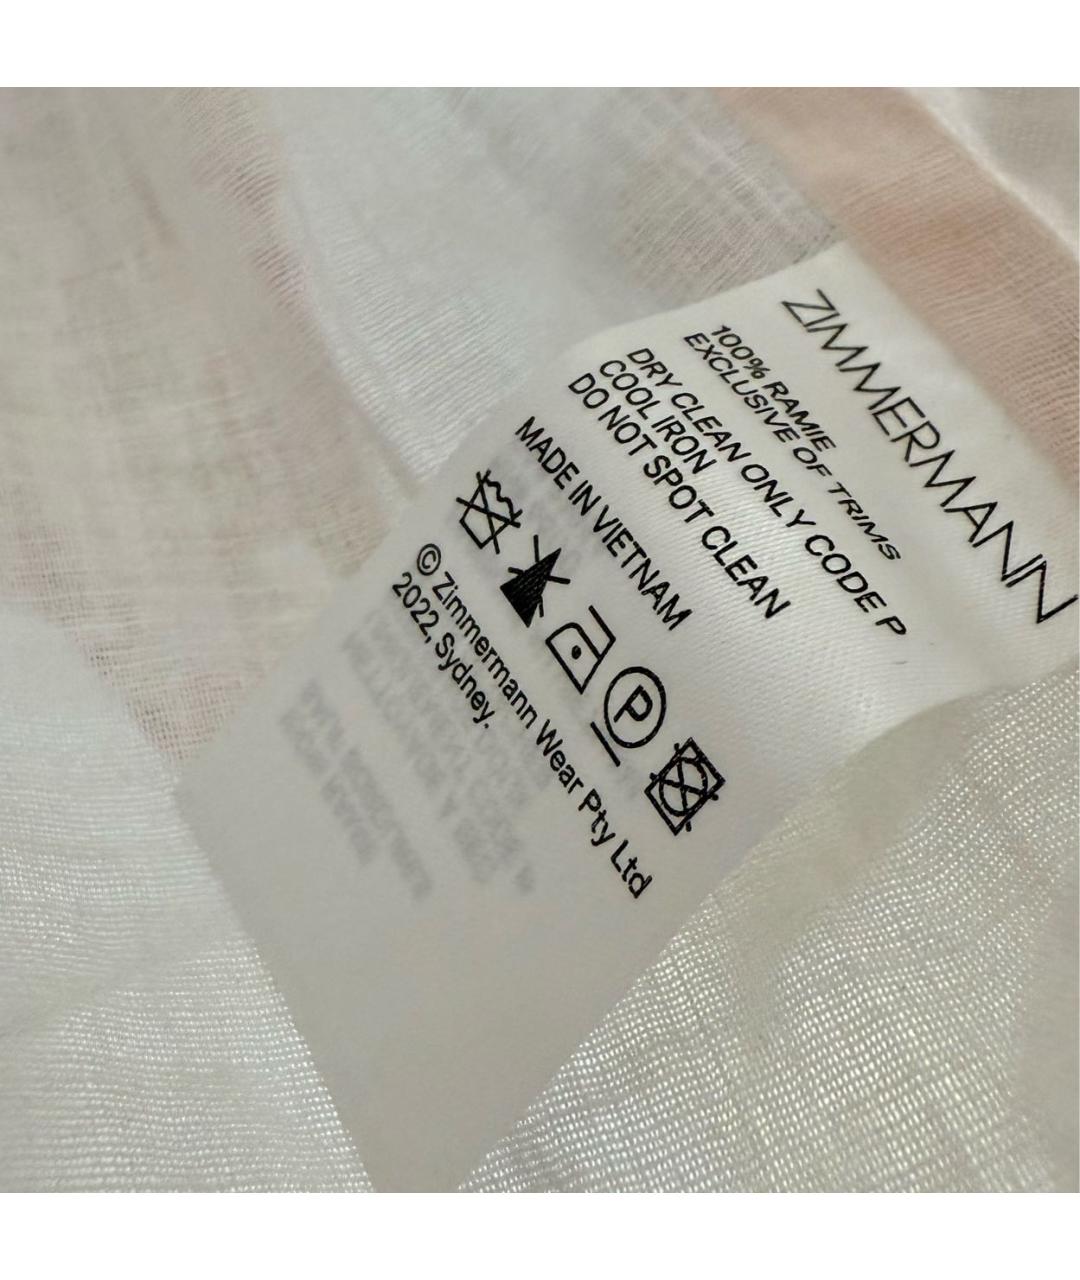 ZIMMERMANN
100% RAMIE
EXCLUSIVE OF TRIMS
DRY CLEAN ONLY CODE P
COOL IRON
DO NOT SPOT CLEAN
MADE IN VIETNAM
P
© Zimmermann Wear Pty Ltd
2022, Sydney.